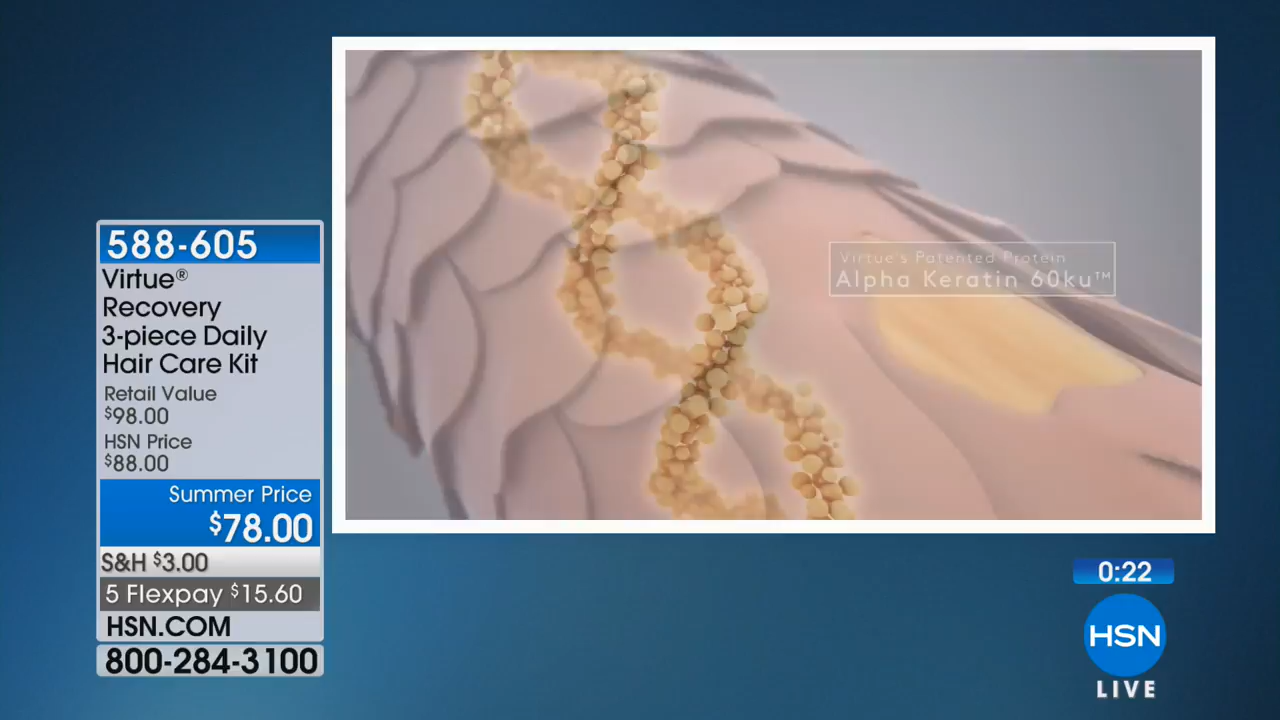 588-605
Virtue®
Recovery
3-piece Daily
Hair Care Kit
Retail Value
$98.00
HSN Price
$88.00
Summer Price
$78.00
S&H $3.00
5 Flexpay $15.60
HSN.COM
800-284-3100
Virtue's Patented Protein
Alpha Keratin 60ku™
0:22
HSN
LIVE